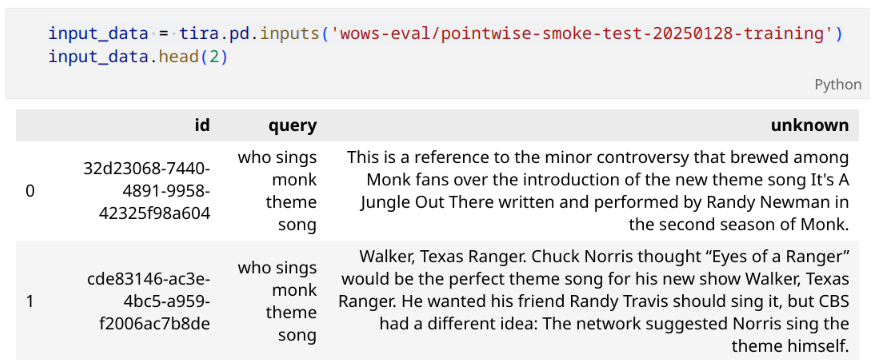 input_data = tira.pd.inputs('wows-eval/pointwise-smoke-test-20250128-training')
input_data.head(2)
Python
id query unknown
0
32d23068-7440-
4891-9958-
42325f98a604
who sings
monk
theme
song
This is a reference to the minor controversy that brewed among
Monk fans over the introduction of the new theme song It's A
Jungle Out There written and performed by Randy Newman in
the second season of Monk.
1
cde83146-ac3e-
4bc5-a959-
f2006ac7b8de
who sings
monk
theme
song
Walker, Texas Ranger. Chuck Norris thought “Eyes of a Ranger”
would be the perfect theme song for his new show Walker, Texas
Ranger. He wanted his friend Randy Travis should sing it, but CBS
had a different idea: The network suggested Norris sing the
theme himself.